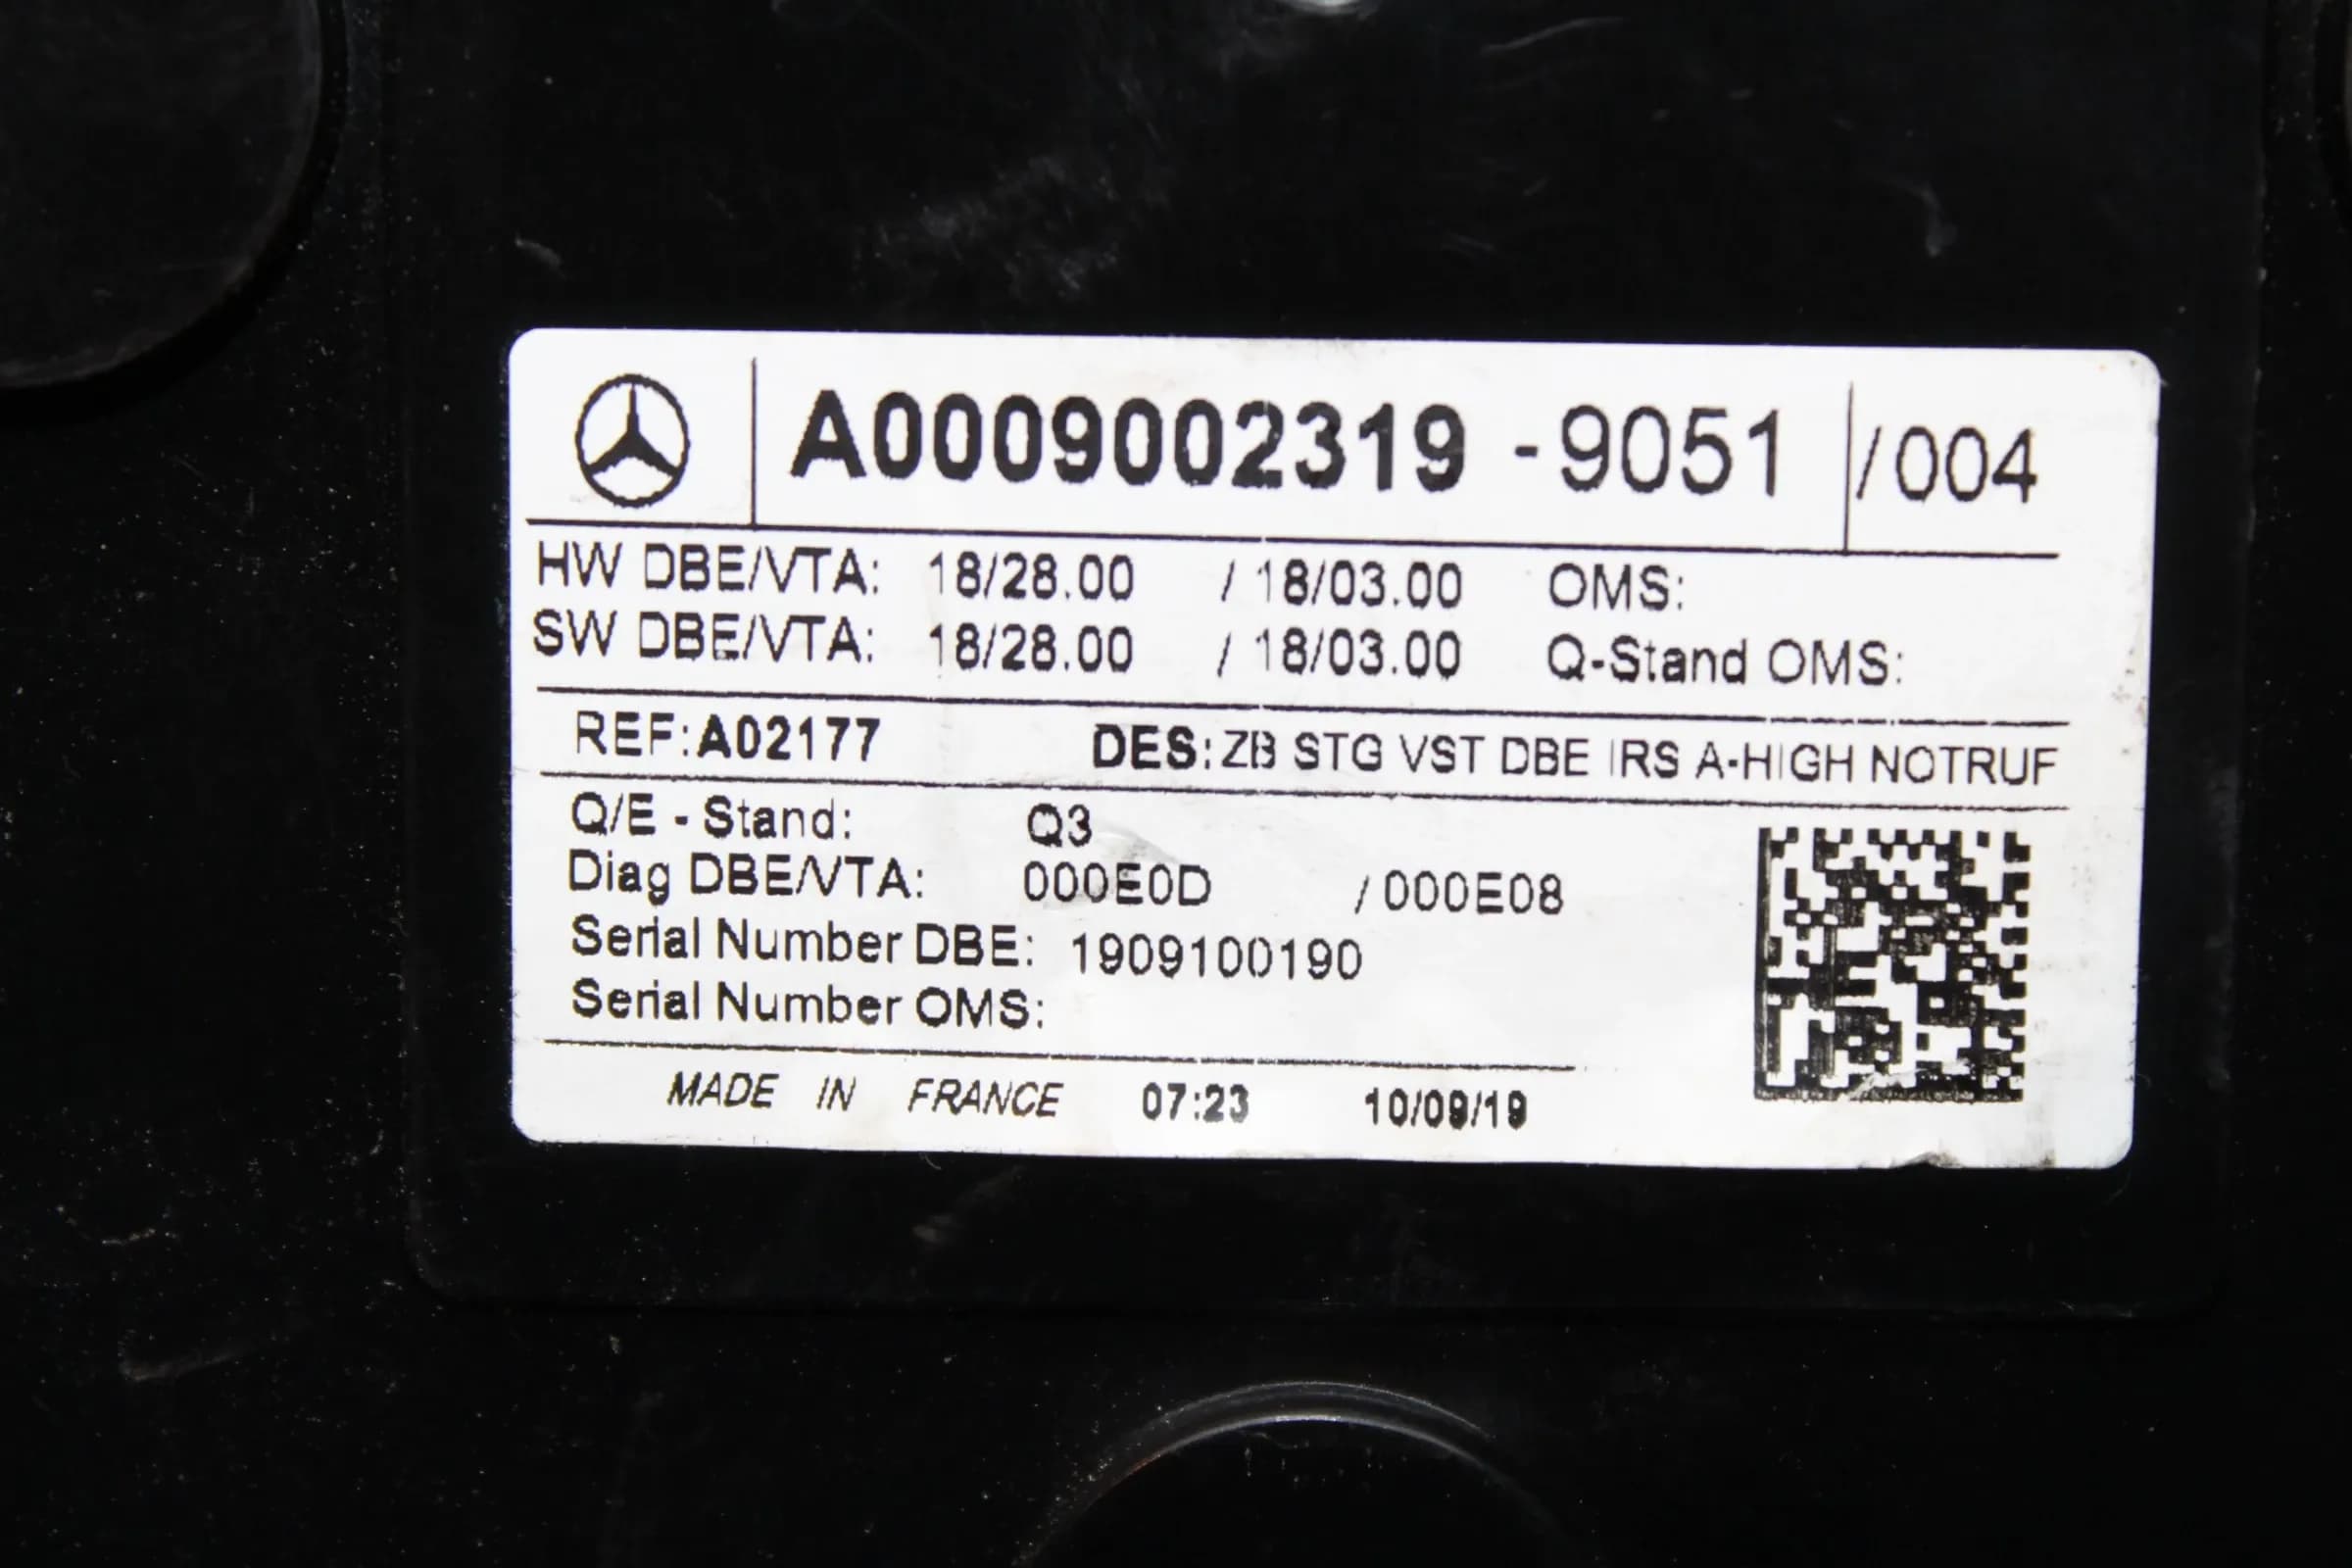 A0009002319 - 9051 /004
HW DBE/VTA: 18/28.00 / 18/03.00 OMS:
SW DBE/VTA: 18/28.00 / 18/03.00 Q-Stand OMS:
REF:A02177 DES:ZB STG VST DBE IRS A-HIGH NOTRUF
Q/E - Stand: Q3
Diag DBE/VTA: 000E0D / 000E08
Serial Number DBE: 1909100190
Serial Number OMS:
MADE IN FRANCE 07:23 10/09/19